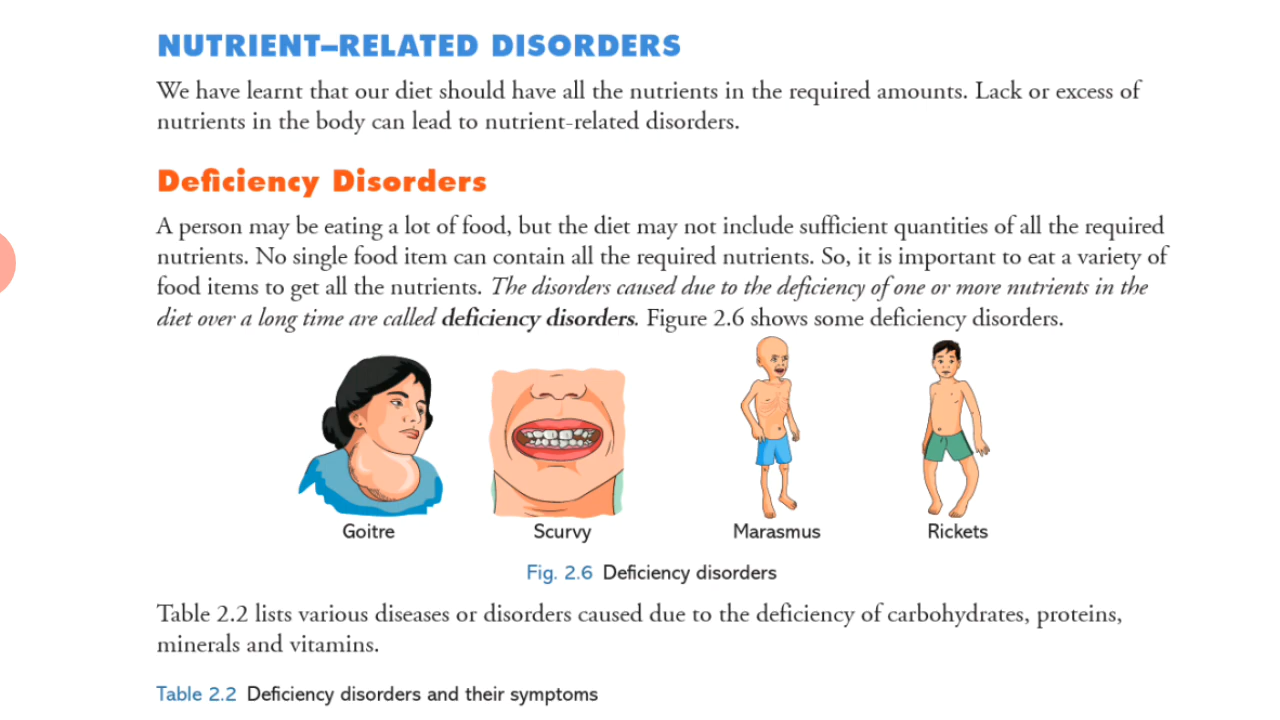 NUTRIENT–RELATED DISORDERS
We have learnt that our diet should have all the nutrients in the required amounts. Lack or excess of
nutrients in the body can lead to nutrient-related disorders.
Deficiency Disorders
A person may be eating a lot of food, but the diet may not include sufficient quantities of all the required
nutrients. No single food item can contain all the required nutrients. So, it is important to eat a variety of
food items to get all the nutrients. The disorders caused due to the deficiency of one or more nutrients in the
diet over a long time are called deficiency disorders. Figure 2.6 shows some deficiency disorders.
Goitre
Scurvy
Marasmus
Rickets
Fig. 2.6 Deficiency disorders
Table 2.2 lists various diseases or disorders caused due to the deficiency of carbohydrates, proteins,
minerals and vitamins.
Table 2.2 Deficiency disorders and their symptoms